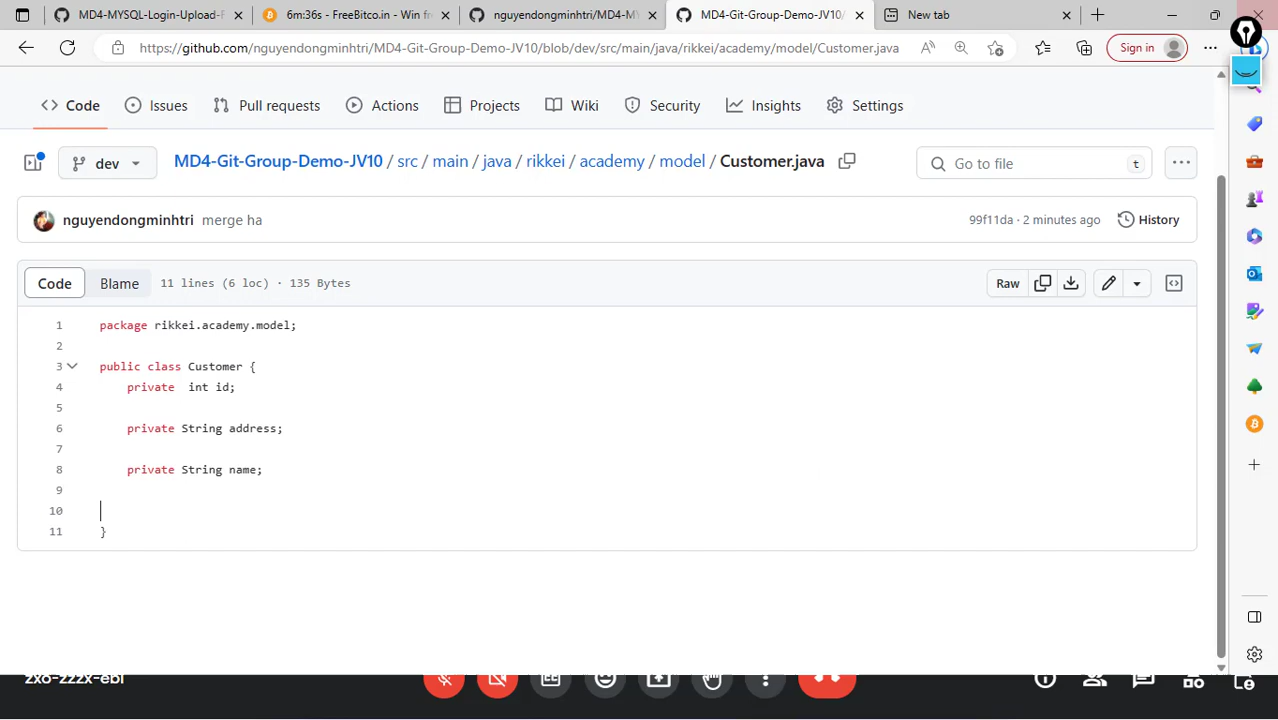 MD4-MYSQL-Login-Upload-F
6m:36s - FreeBitco.in - Win fr
nguyendongminhtri/MD4-MY
MD4-Git-Group-Demo-JV10/
New tab
https://github.com/nguyendongminhtri/MD4-Git-Group-Demo-JV10/blob/dev/src/main/java/rikkei/academy/model/Customer.java
Sign in
Code
Issues
Pull requests
Actions
Projects
Wiki
Security
Insights
Settings
dev
MD4-Git-Group-Demo-JV10 / src / main / java / rikkei / academy / model / Customer.java
Go to file
t
nguyendongminhtri merge ha
99f11da · 2 minutes ago
History
Code
Blame
11 lines (6 loc) · 135 Bytes
Raw
1 package rikkei.academy.model;
2
3 public class Customer {
4 private  int id;
5
6 private String address;
7
8 private String name;
9
10
11 }
zxo-zzzx-ebi